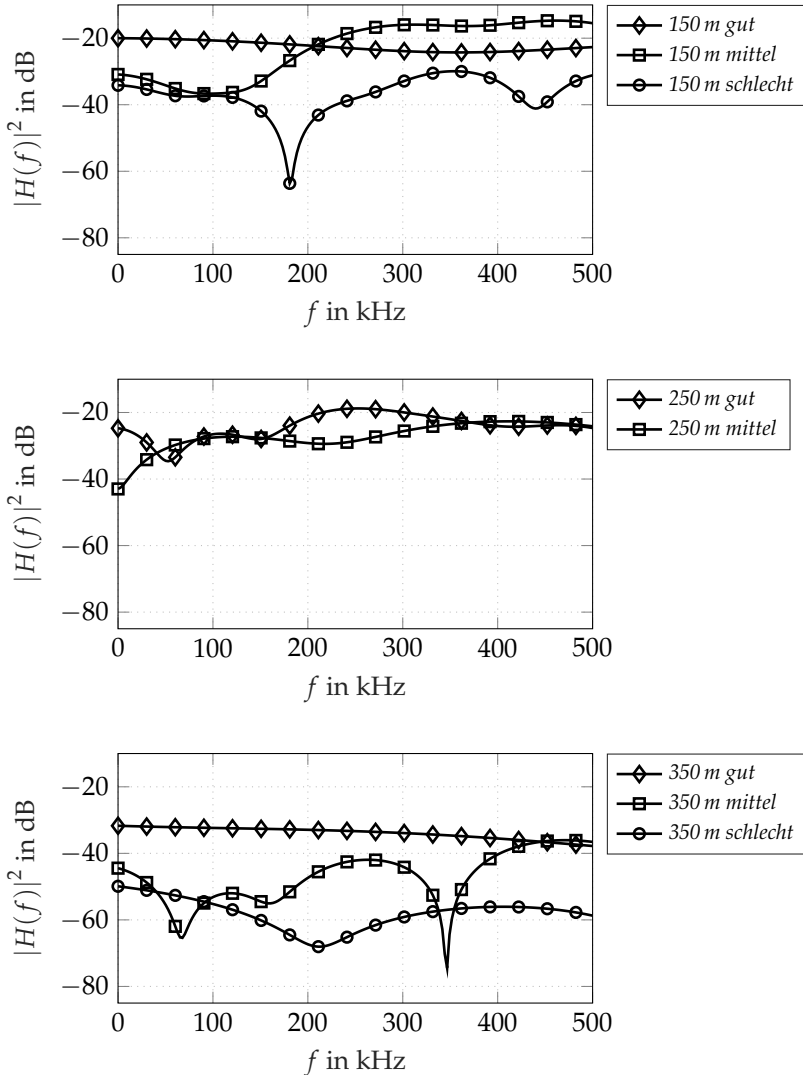 −20
−40
−60
−80
0 100 200 300 400 500
f in kHz
|H(f)|² in dB
150 m gut
150 m mittel
150 m schlecht
−20
−40
−60
−80
0 100 200 300 400 500
f in kHz
|H(f)|² in dB
250 m gut
250 m mittel
−20
−40
−60
−80
0 100 200 300 400 500
f in kHz
|H(f)|² in dB
350 m gut
350 m mittel
350 m schlecht